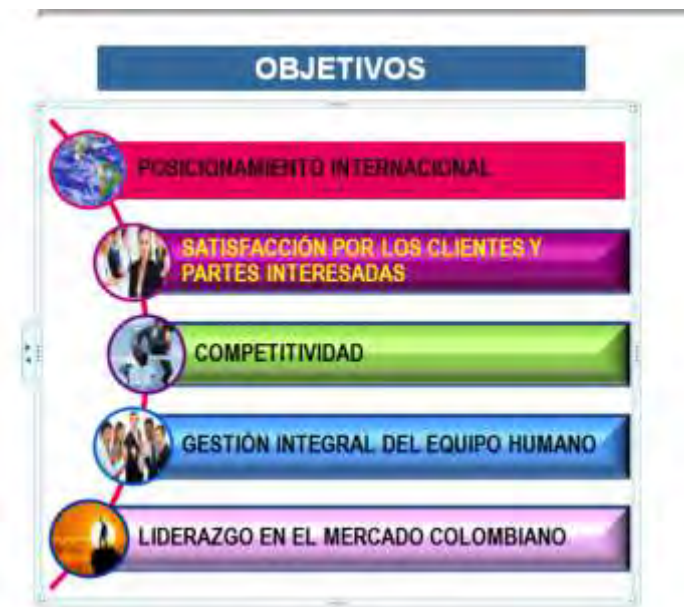 OBJETIVOS
POSICIONAMIENTO INTERNACIONAL
SATISFACCIÓN POR LOS CLIENTES Y
PARTES INTERESADAS
COMPETITIVIDAD
GESTIÓN INTEGRAL DEL EQUIPO HUMANO
LIDERAZGO EN EL MERCADO COLOMBIANO